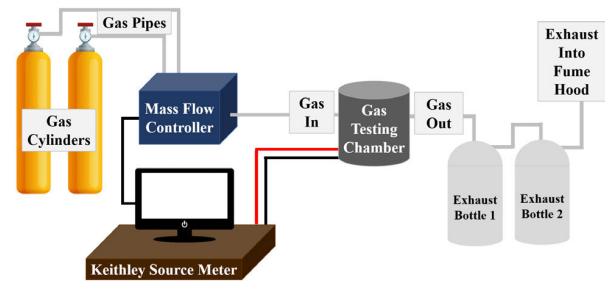 Gas Pipes
Gas
Cylinders
Mass Flow
Controller
Gas
In
Gas
Testing
Chamber
Gas
Out
Exhaust
Into
Fume
Hood
Exhaust
Bottle 1
Exhaust
Bottle 2
Keithley Source Meter